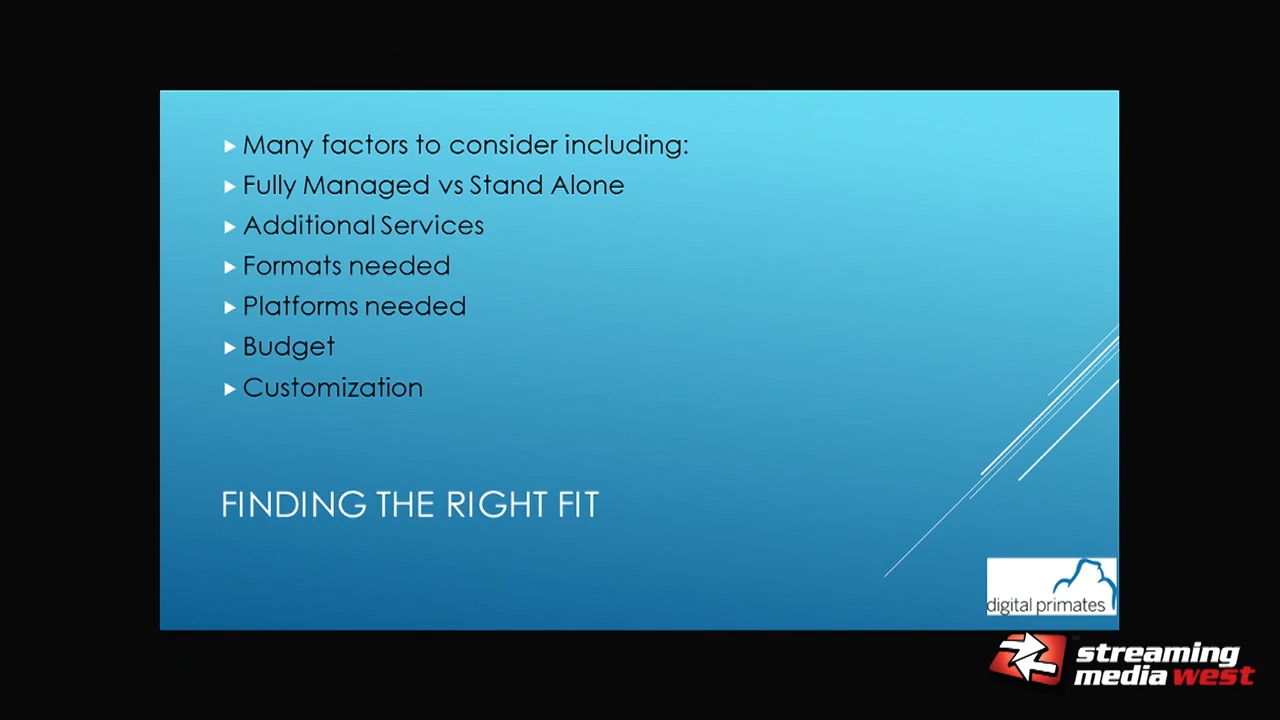 Many factors to consider including:
Fully Managed vs Stand Alone
Additional Services
Formats needed
Platforms needed
Budget
Customization
FINDING THE RIGHT FIT
digital primates
streaming
media west